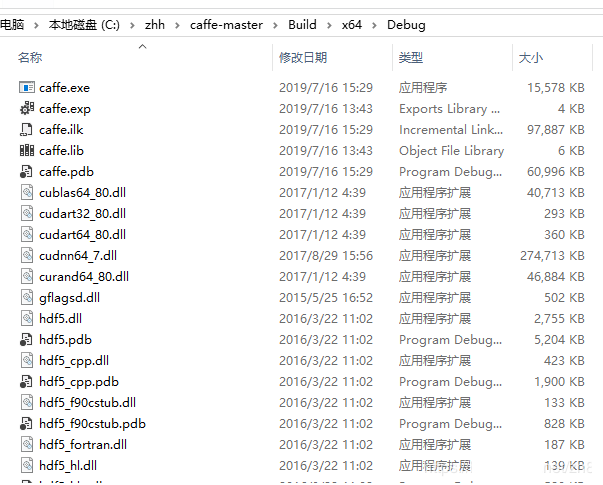 电脑 › 本地磁盘 (C:) › zhh › caffe-master › Build › x64 › Debug
名称 修改日期 类型 大小
caffe.exe 2019/7/16 15:29 应用程序 15,578 KB
caffe.exp 2019/7/16 13:43 Exports Library ... 4 KB
caffe.ilk 2019/7/16 15:29 Incremental Link... 97,887 KB
caffe.lib 2019/7/16 13:43 Object File Library 6 KB
caffe.pdb 2019/7/16 15:29 Program Debug... 60,996 KB
cublas64_80.dll 2017/1/12 4:39 应用程序扩展 40,713 KB
cudart32_80.dll 2017/1/12 4:39 应用程序扩展 293 KB
cudart64_80.dll 2017/1/12 4:39 应用程序扩展 360 KB
cudnn64_7.dll 2017/8/29 15:56 应用程序扩展 274,713 KB
curand64_80.dll 2017/1/12 4:39 应用程序扩展 46,884 KB
gflagsd.dll 2015/5/25 16:52 应用程序扩展 502 KB
hdf5.dll 2016/3/22 11:02 应用程序扩展 2,755 KB
hdf5.pdb 2016/3/22 11:02 Program Debug... 5,204 KB
hdf5_cpp.dll 2016/3/22 11:02 应用程序扩展 423 KB
hdf5_cpp.pdb 2016/3/22 11:02 Program Debug... 1,900 KB
hdf5_f90cstub.dll 2016/3/22 11:02 应用程序扩展 133 KB
hdf5_f90cstub.pdb 2016/3/22 11:02 Program Debug... 828 KB
hdf5_fortran.dll 2016/3/22 11:02 应用程序扩展 187 KB
hdf5_hl.dll 2016/3/22 11:02 应用程序扩展 139 KB